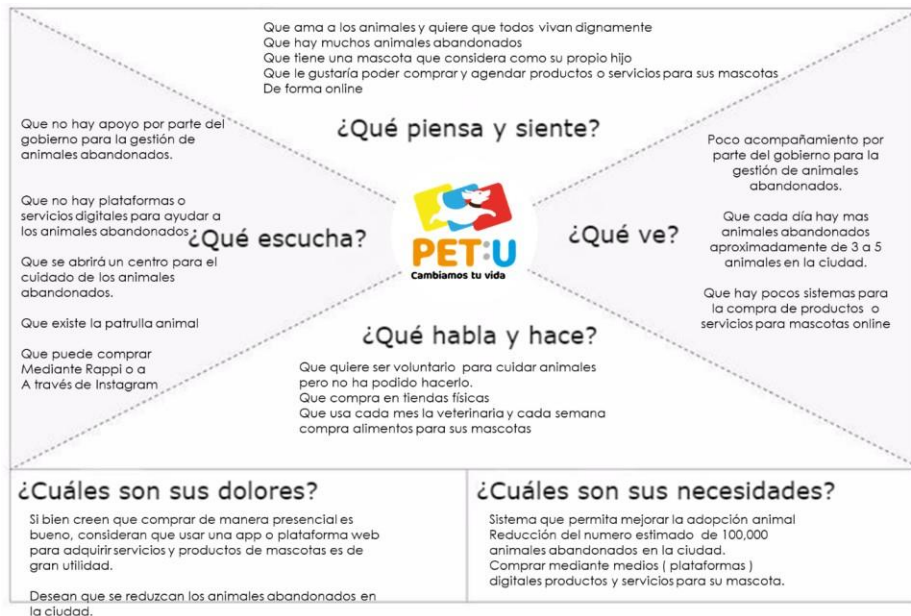 Que ama a los animales y quiere que todos vivan dignamente
Que hay muchos animales abandonados
Que tiene una mascota que considera como su propio hijo
Que le gustaría poder comprar y agendar productos o servicios para sus mascotas
De forma online
¿Qué piensa y siente?
Que no hay apoyo por parte del
gobierno para la gestión de
animales abandonados.
Que no hay plataformas o
servicios digitales para ayudar a
los animales abandonados
Que se abrirá un centro para el
cuidado de los animales
abandonados.
Que existe la patrulla animal
Que puede comprar
Mediante Rappi o a
A través de Instagram
¿Qué escucha?
PET:U
Cambiamos tu vida
¿Qué ve?
Poco acompañamiento por
parte del gobierno para la
gestión de animales
abandonados.
Que cada día hay mas
animales abandonados
aproximadamente de 3 a 5
animales en la ciudad.
Que hay pocos sistemas para
la compra de productos o
servicios para mascotas online
¿Qué habla y hace?
Que quiere ser voluntario para cuidar animales
pero no ha podido hacerlo.
Que compra en tiendas físicas
Que usa cada mes la veterinaria y cada semana
compra alimentos para sus mascotas
¿Cuáles son sus dolores?
Si bien creen que comprar de manera presencial es
bueno, consideran que usar una app o plataforma web
para adquirir servicios y productos de mascotas es de
gran utilidad.
Desean que se reduzcan los animales abandonados en
la ciudad.
¿Cuáles son sus necesidades?
Sistema que permita mejorar la adopción animal
Reducción del numero estimado de 100,000
animales abandonados en la ciudad.
Comprar mediante medios ( plataformas )
digitales productos y servicios para su mascota.